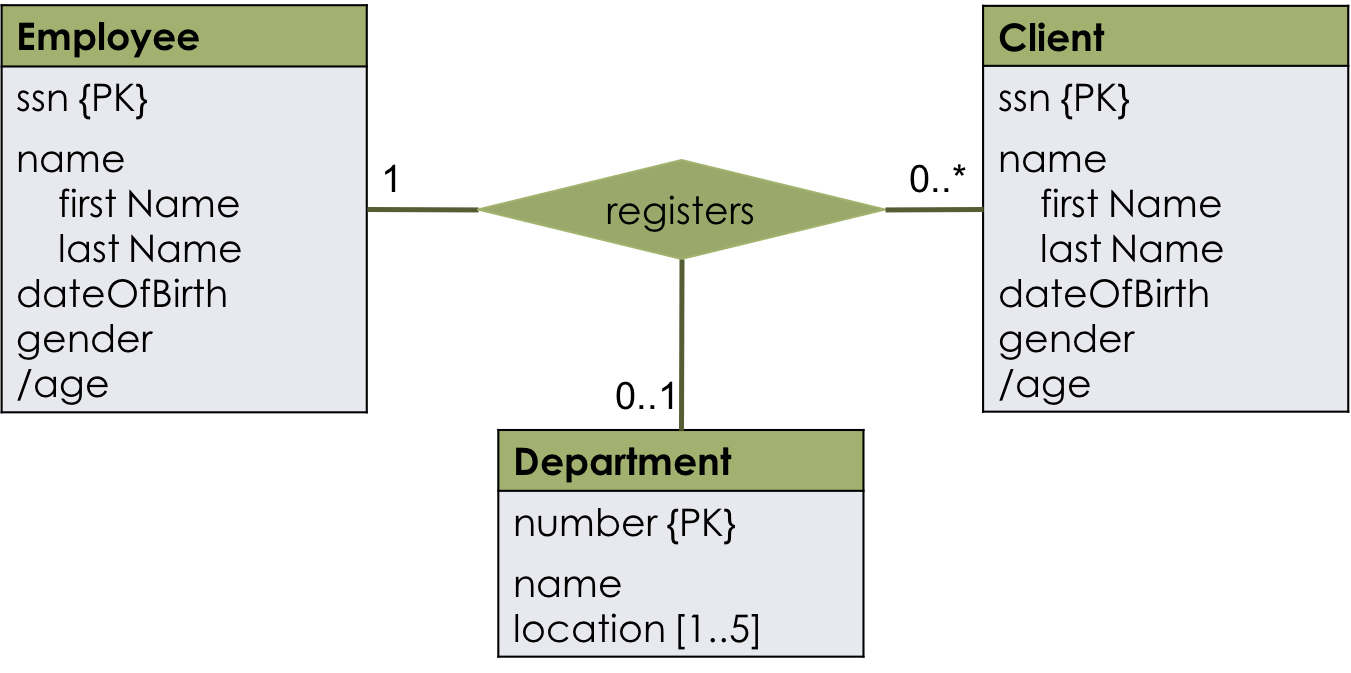 Employee
ssn {PK}
name
first Name
last Name
dateOfBirth
gender
/age
1
registers
0..*
Client
ssn {PK}
name
first Name
last Name
dateOfBirth
gender
/age
0..1
Department
number {PK}
name
location [1..5]